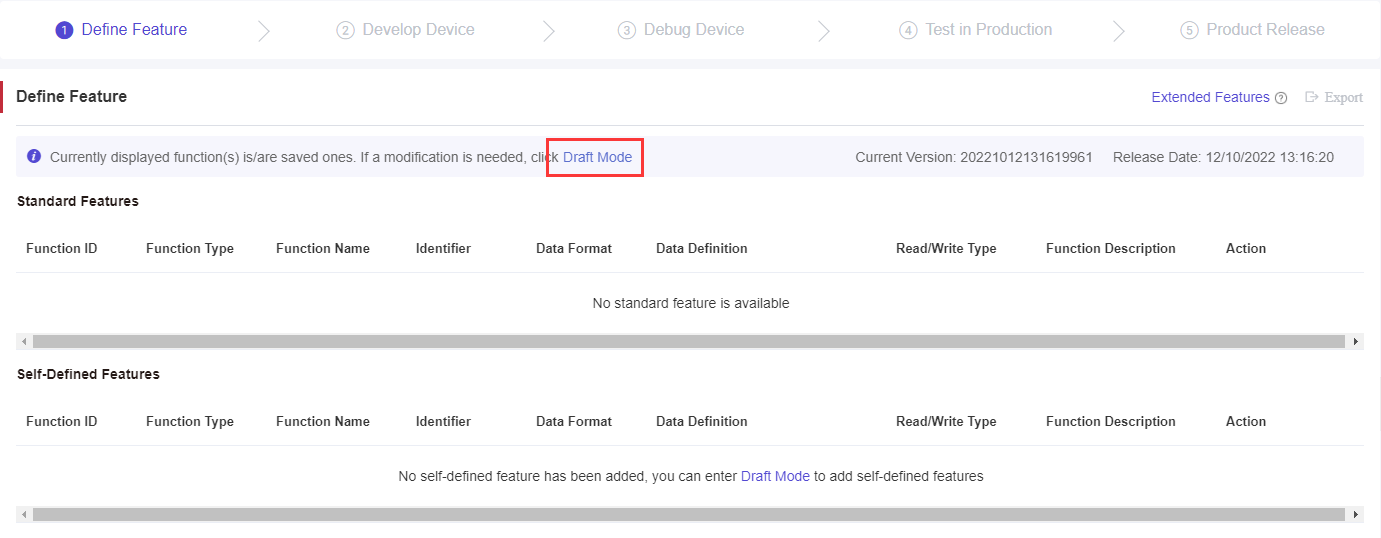 1 Define Feature 2 Develop Device 3 Debug Device 4 Test in Production 5 Product Release
Define Feature
Extended Features ? Export
i Currently displayed function(s) is/are saved ones. If a modification is needed, click Draft Mode Current Version: 20221012131619961 Release Date: 12/10/2022 13:16:20
Standard Features
Function ID Function Type Function Name Identifier Data Format Data Definition Read/Write Type Function Description Action
No standard feature is available
Self-Defined Features
Function ID Function Type Function Name Identifier Data Format Data Definition Read/Write Type Function Description Action
No self-defined feature has been added, you can enter Draft Mode to add self-defined features